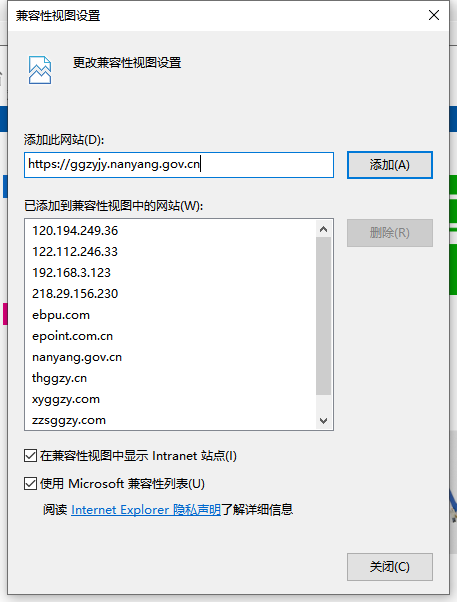 兼容性视图设置
更改兼容性视图设置
添加此网站(D):
https://ggzyjy.nanyang.gov.cn
添加(A)
已添加到兼容性视图中的网站(W):
120.194.249.36
删除(R)
122.112.246.33
192.168.3.123
218.29.156.230
ebpu.com
epoint.com.cn
nanyang.gov.cn
thggzy.cn
xyggzy.com
zzsggzy.com
在兼容性视图中显示 Intranet 站点(I)
使用 Microsoft 兼容性列表(U)
阅读 Internet Explorer 隐私声明了解详细信息
关闭(C)